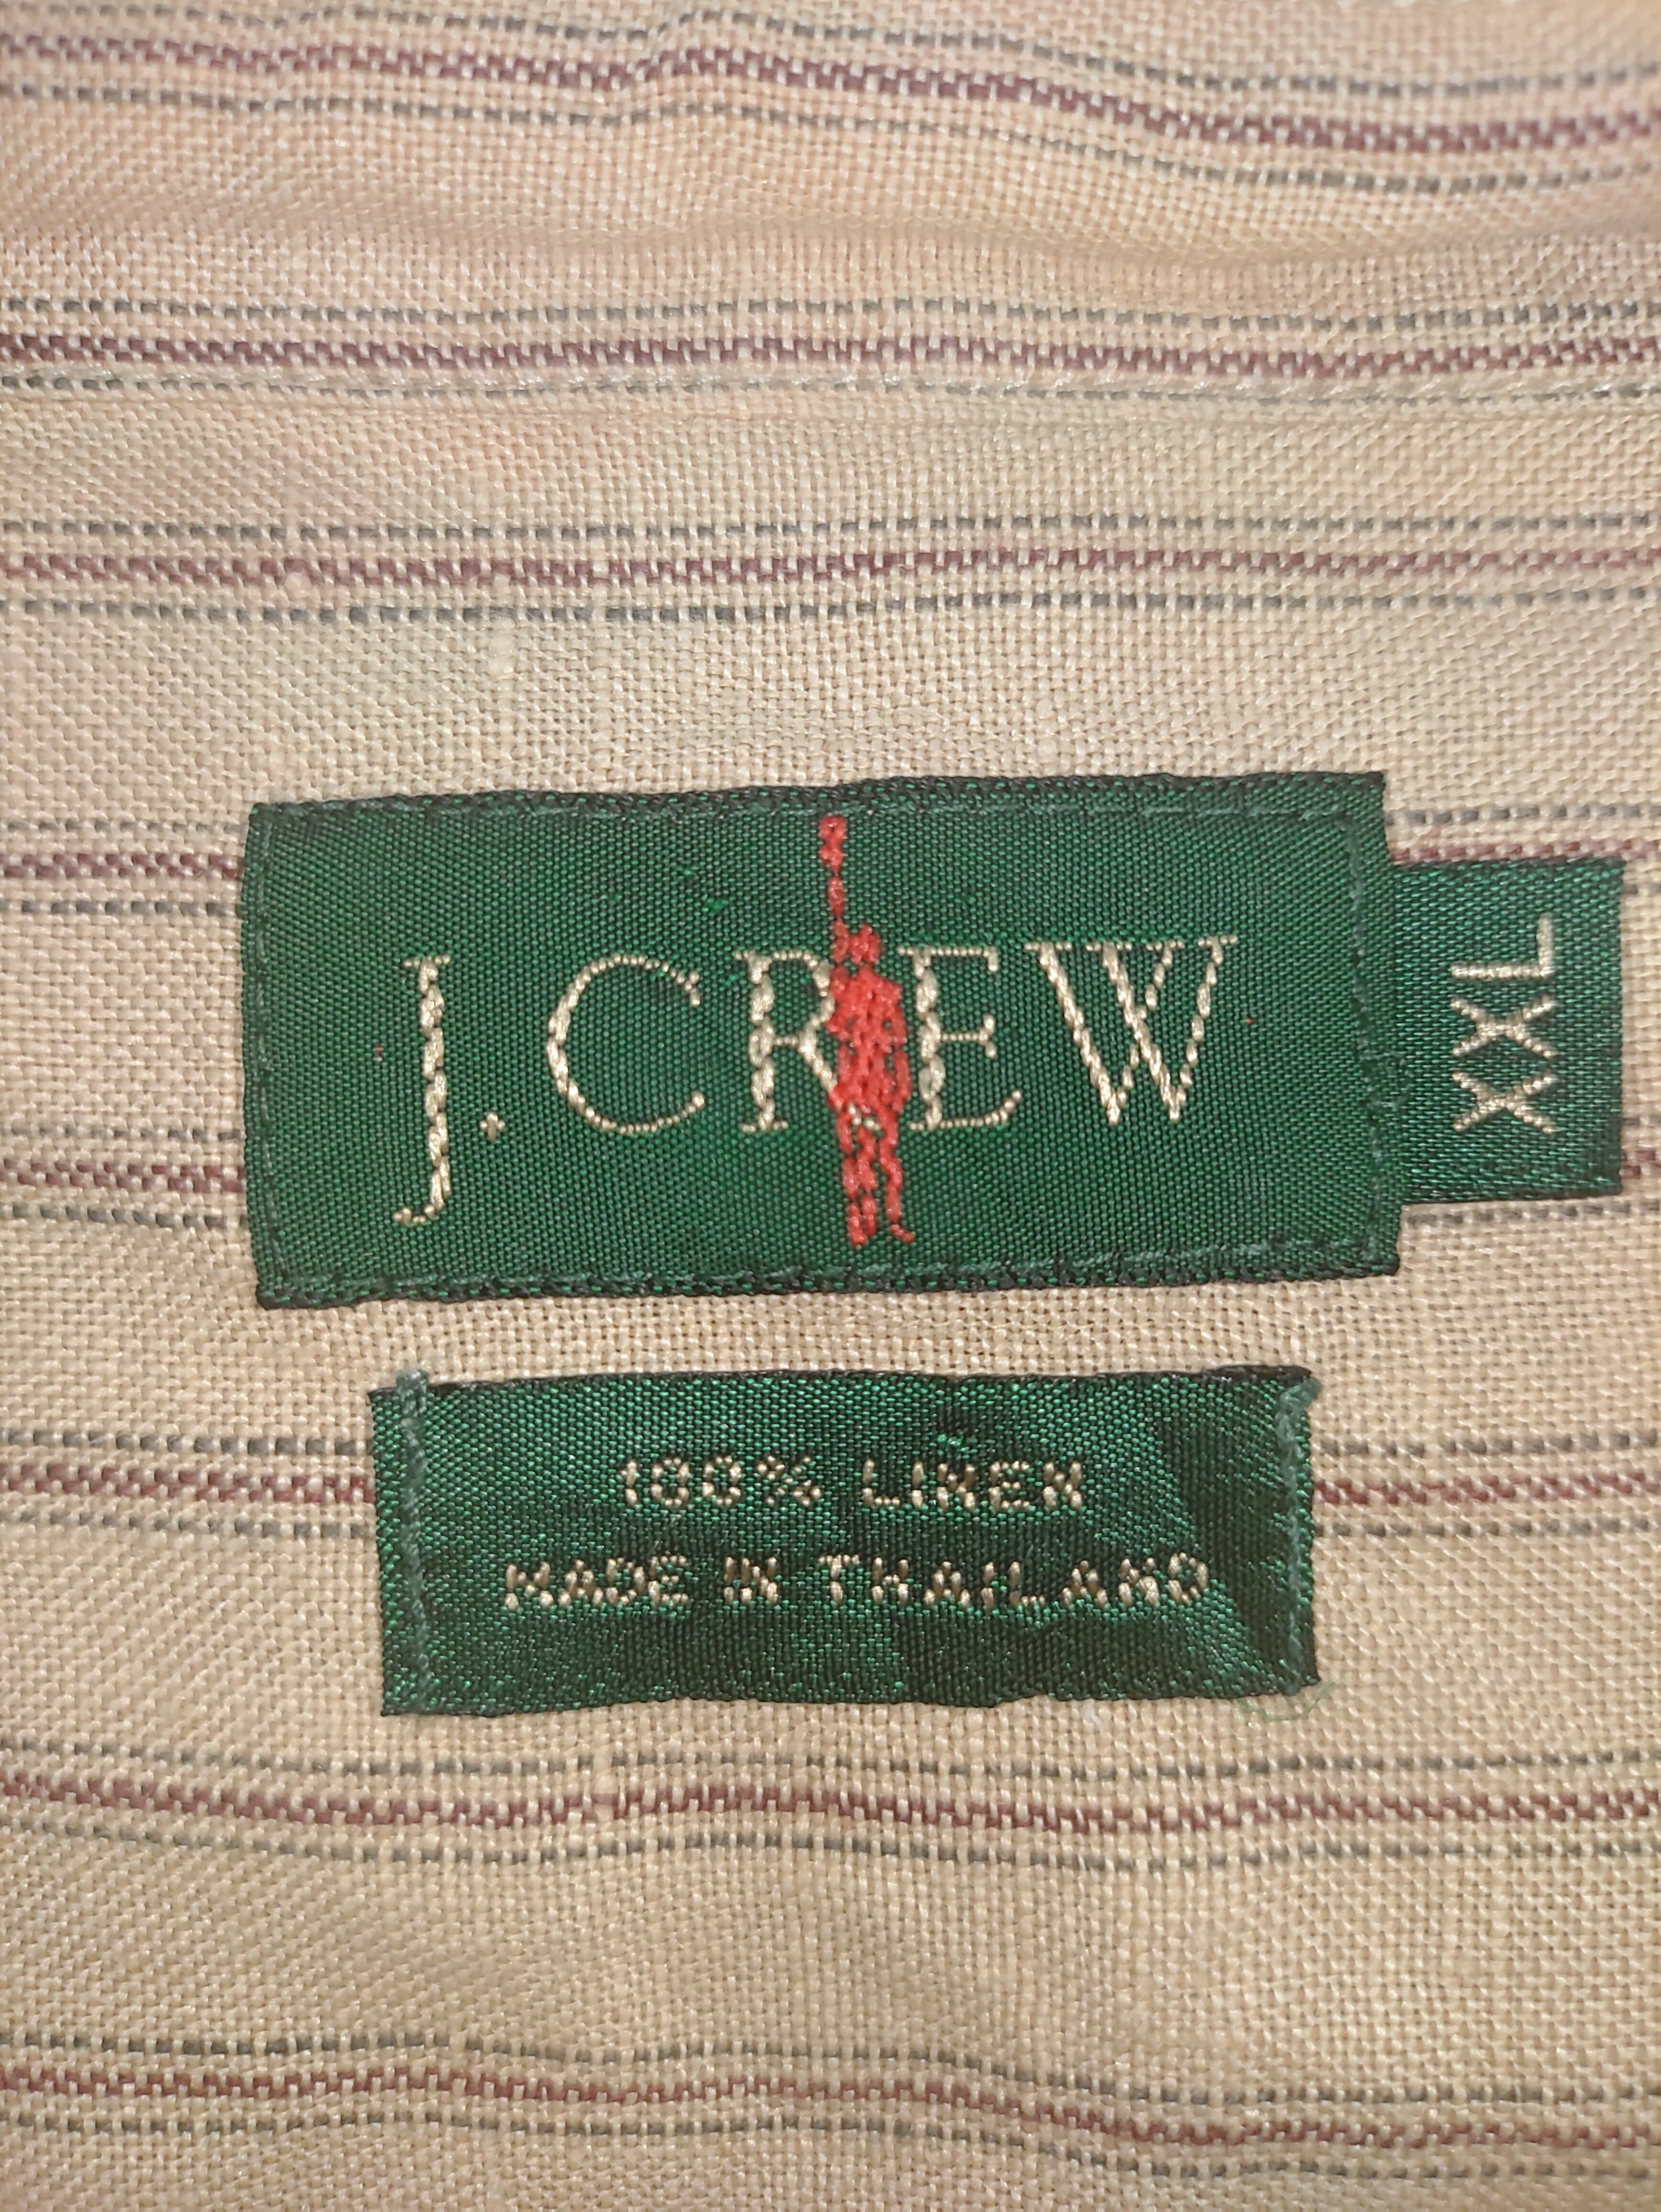 J.CREW
XXL
100% LINEN
MADE IN THAILAND